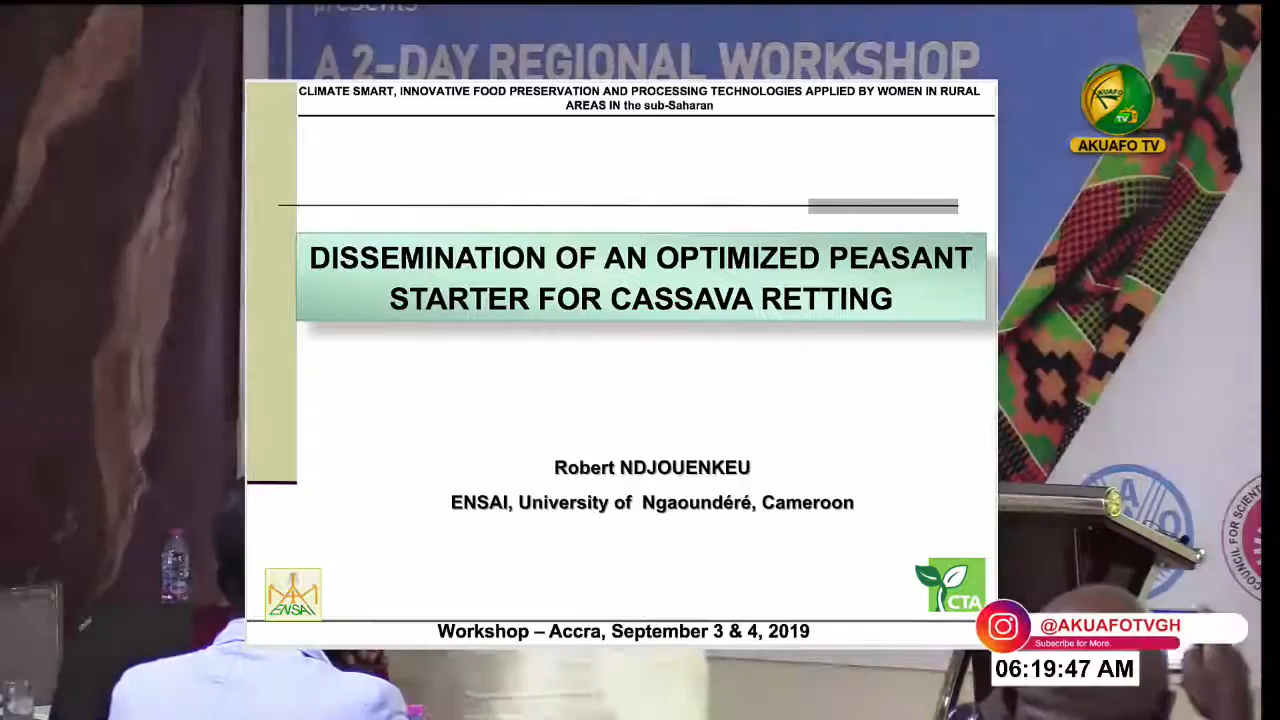 presents
A 2-DAY REGIONAL WORKSHOP
CLIMATE SMART, INNOVATIVE FOOD PRESERVATION AND PROCESSING TECHNOLOGIES APPLIED BY WOMEN IN RURAL
AREAS IN the sub-Saharan
AKUAFO
TV
AKUAFO TV
DISSEMINATION OF AN OPTIMIZED PEASANT
STARTER FOR CASSAVA RETTING
Robert NDJOUENKEU
ENSAI, University of Ngaoundéré, Cameroon
A
O
COUNCIL FOR SCIEN
ENSAI
CTA
Workshop – Accra, September 3 & 4, 2019
@AKUAFOTVGH
Subscribe for More.
06:19:47 AM